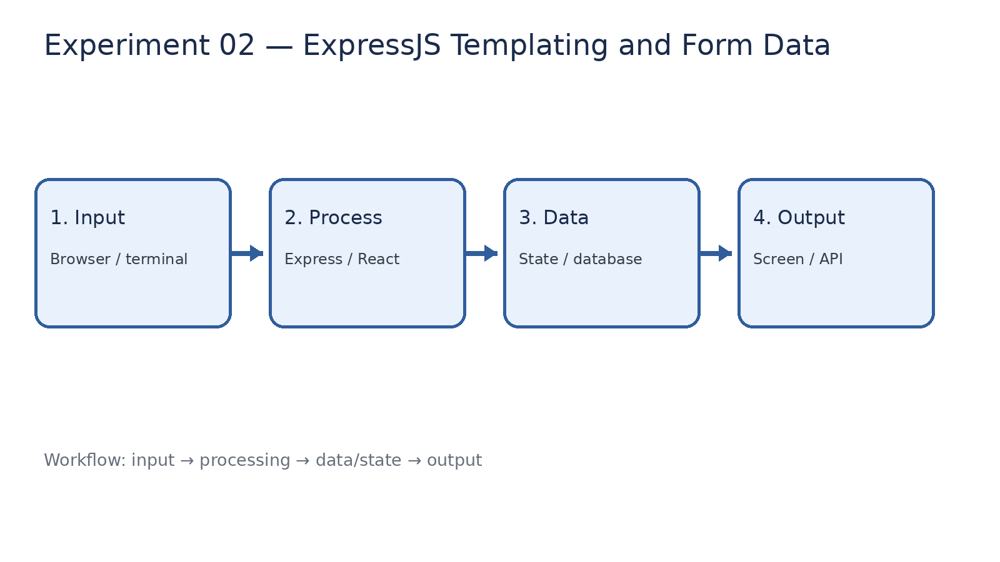 Experiment 02 — ExpressJS Templating and Form Data
1. Input
Browser / terminal
2. Process
Express / React
3. Data
State / database
4. Output
Screen / API
Workflow: input → processing → data/state → output